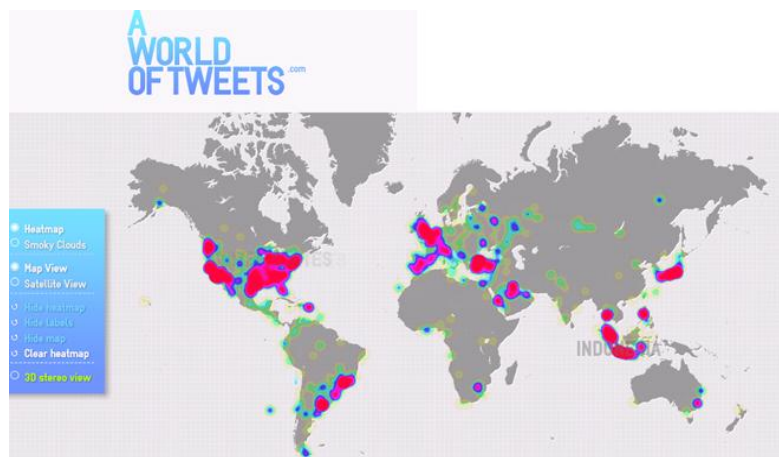 A
WORLD
OF TWEETS .com
Heatmap
Smoky Clouds
Map View
Satellite View
Hide heatmap
Hide labels
Hide map
Clear heatmap
3D stereo view
INDONESIA